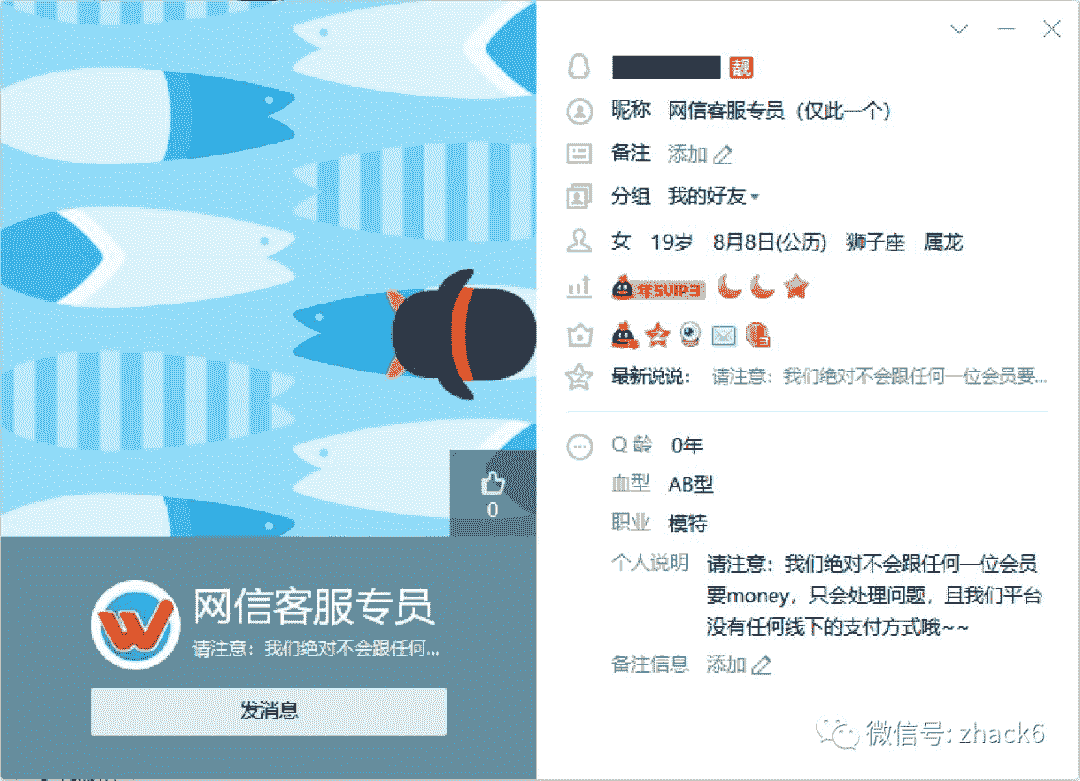 靓
昵称 网信客服专员（仅此一个）
备注 添加
分组 我的好友
女 19岁 8月8日(公历) 狮子座 属龙
年SVIP3
最新说说： 请注意：我们绝对不会跟任何一位会员要...
Q 龄 0年
血型 AB型
职业 模特
个人说明 请注意：我们绝对不会跟任何一位会员
要money，只会处理问题，且我们平台
没有任何线下的支付方式哦~~
备注信息 添加
0
网信客服专员
请注意：我们绝对不会跟任何...
发消息
微信号: zhack6